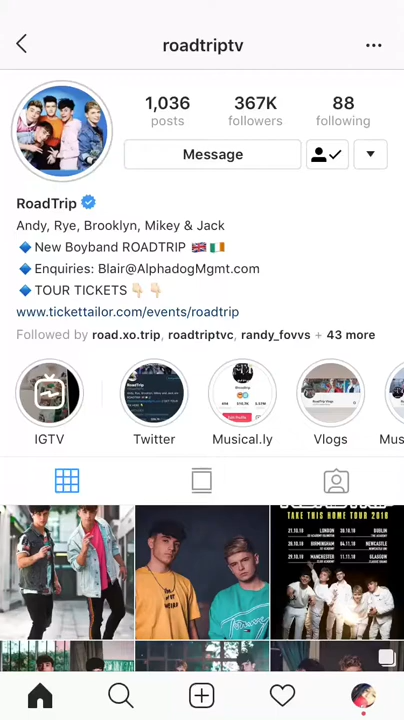 roadtriptv
1,036 367K 88
posts followers following
Message
RoadTrip
Andy, Rye, Brooklyn, Mikey & Jack
🔷New Boyband ROADTRIP 🇬🇧🇮🇪
🔷Enquiries: Blair@AlphadogMgmt.com
🔷TOUR TICKETS 👇🏻👇🏻
www.tickettailor.com/events/roadtrip
Followed by road.xo.trip, roadtriptvc, randy_fovvs + 43 more
IGTV Twitter Musical.ly Vlogs Mus
TAKE THIS HOME TOUR 2018
LONDON
DUBLIN
BIRMINGHAM
NEWCASTLE
MANCHESTER
GLASGOW